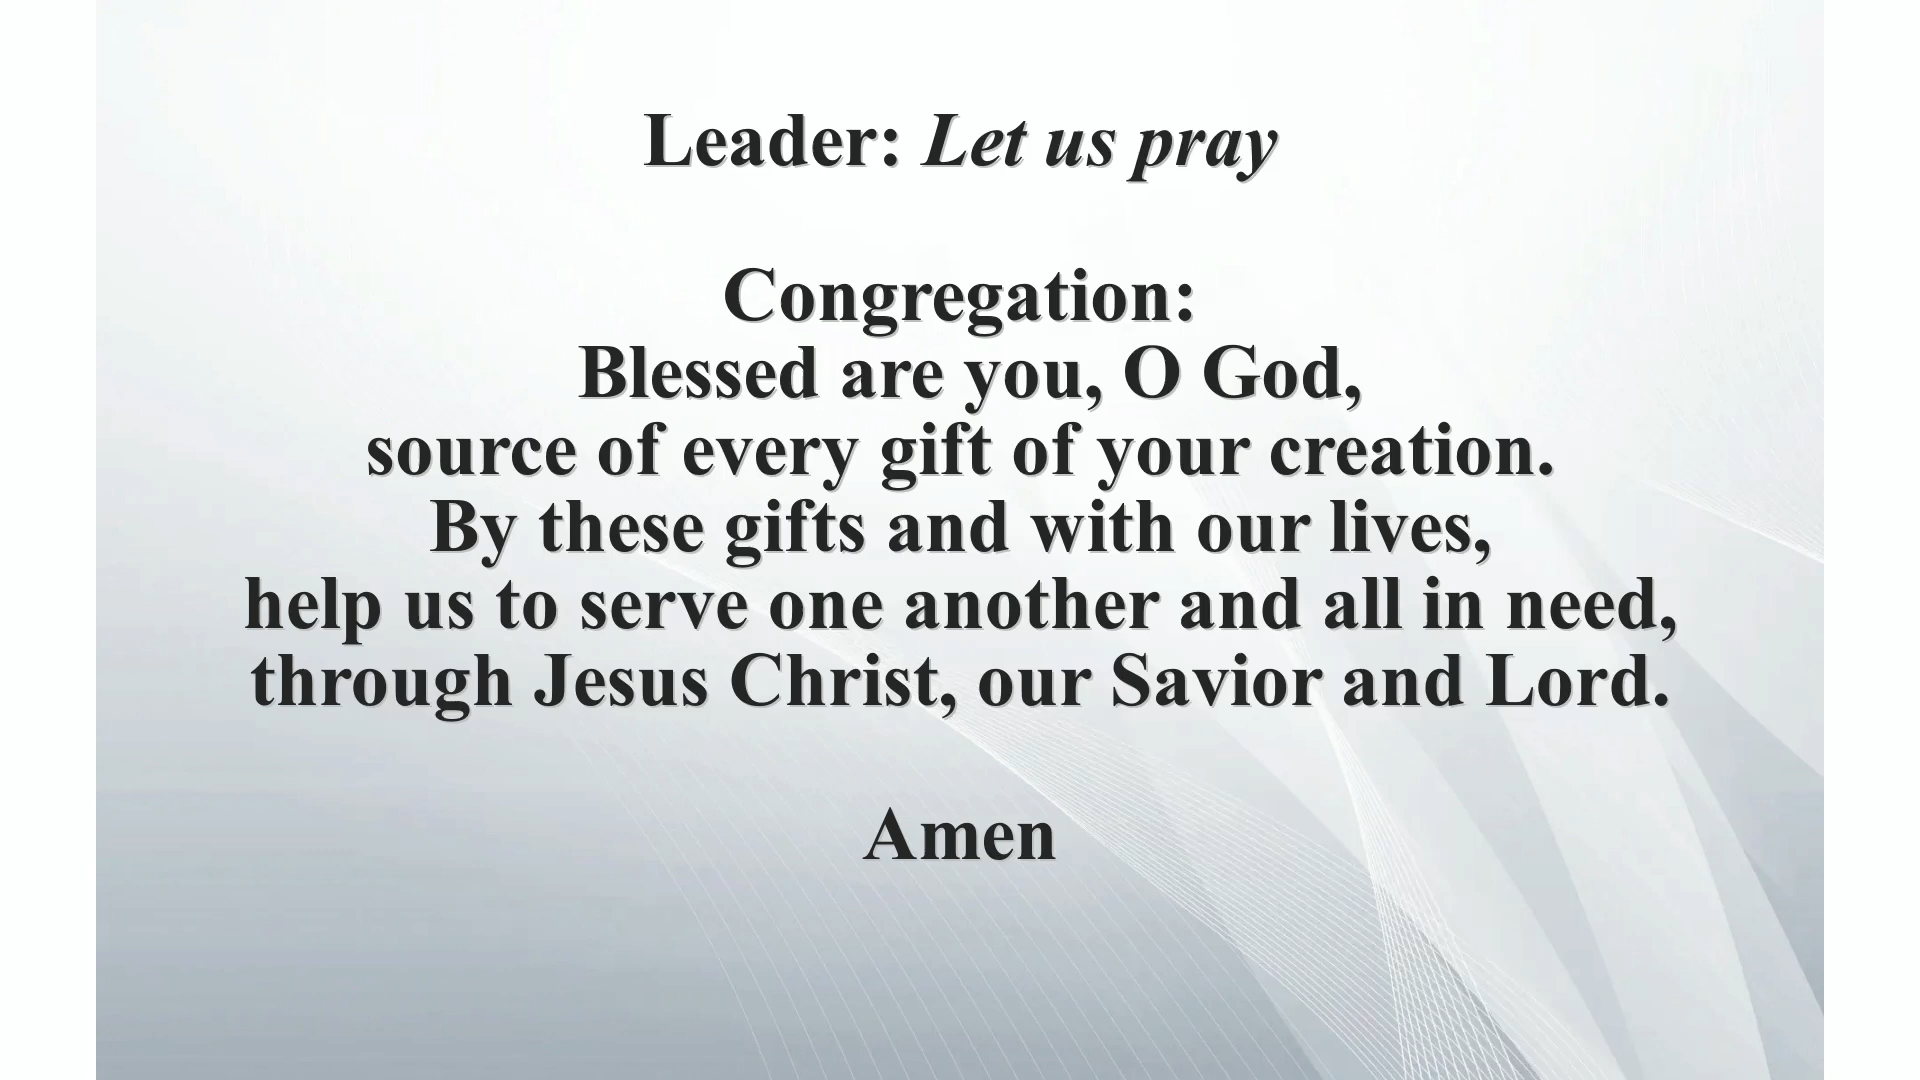 Leader: Let us pray
Congregation:
Blessed are you, O God,
source of every gift of your creation.
By these gifts and with our lives,
help us to serve one another and all in need,
through Jesus Christ, our Savior and Lord.
Amen